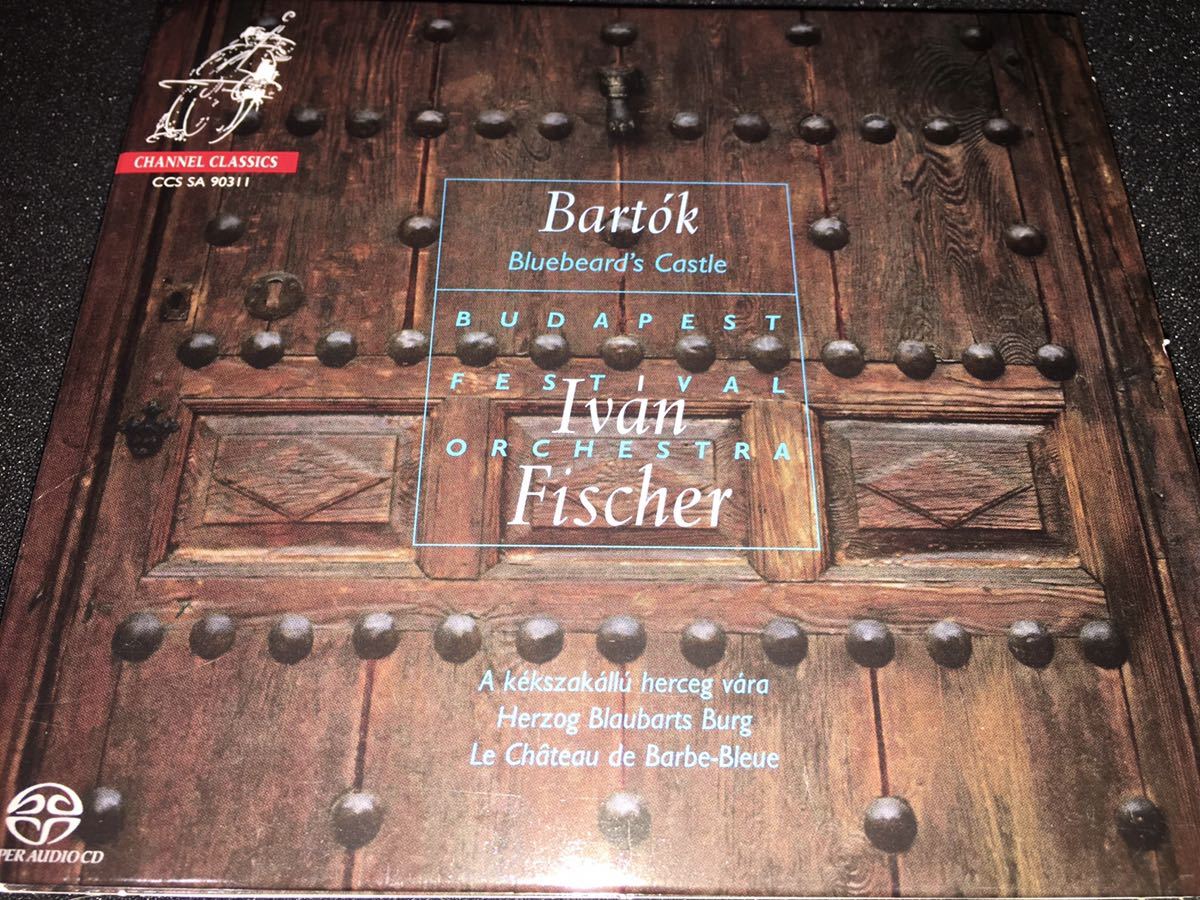 CHANNEL CLASSICS
CCS SA 90311
Bartók
Bluebeard's Castle
BUDAPEST
FESTIVAL
Iván
ORCHESTRA
Fischer
A kékszakállú herceg vára
Herzog Blaubarts Burg
Le Château de Barbe-Bleue
PER AUDIO CD